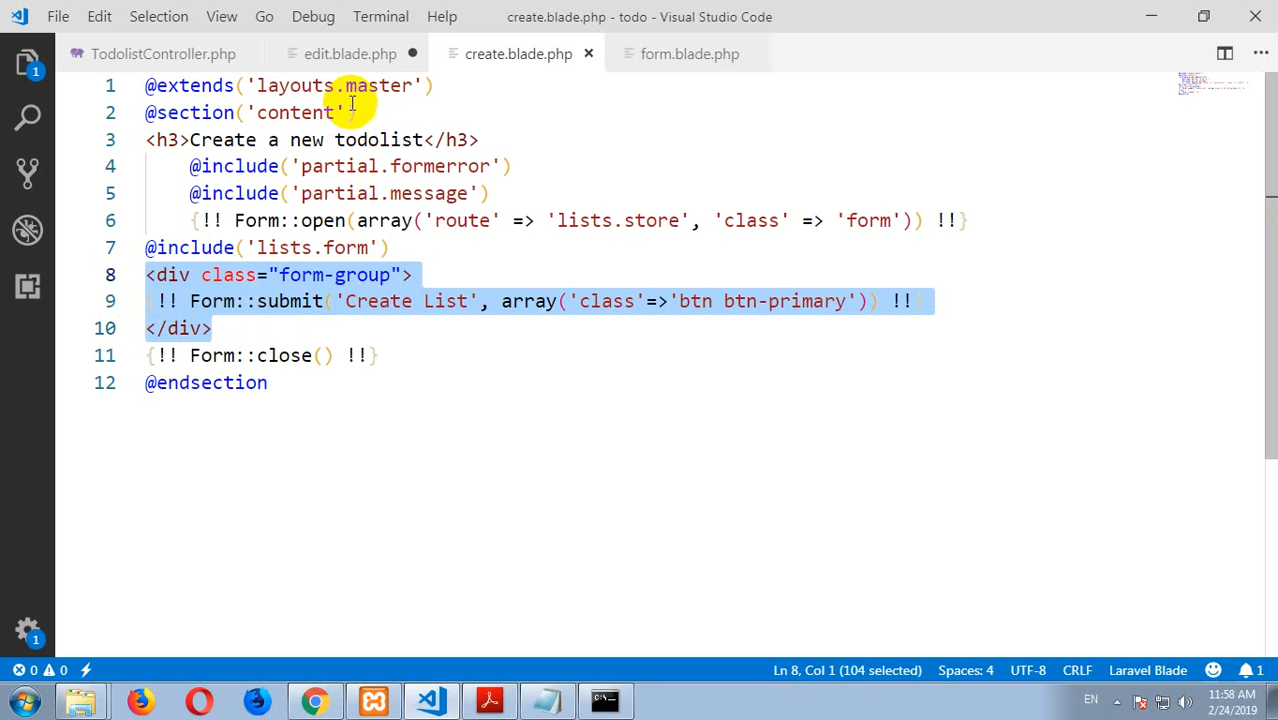 File Edit Selection View Go Debug Terminal Help create.blade.php - todo - Visual Studio Code
TodolistController.php edit.blade.php create.blade.php form.blade.php
1 @extends('layouts.master')
2 @section('content')
3 <h3>Create a new todolist</h3>
4 @include('partial.formerror')
5 @include('partial.message')
6 {!! Form::open(array('route' => 'lists.store', 'class' => 'form')) !!}
7 @include('lists.form')
8 <div class="form-group">
9 {!! Form::submit('Create List', array('class'=>'btn btn-primary')) !!}
10 </div>
11 {!! Form::close() !!}
12 @endsection
1
1
0 0 Ln 8, Col 1 (104 selected) Spaces: 4 UTF-8 CRLF Laravel Blade 1
EN 11:58 AM
2/24/2019